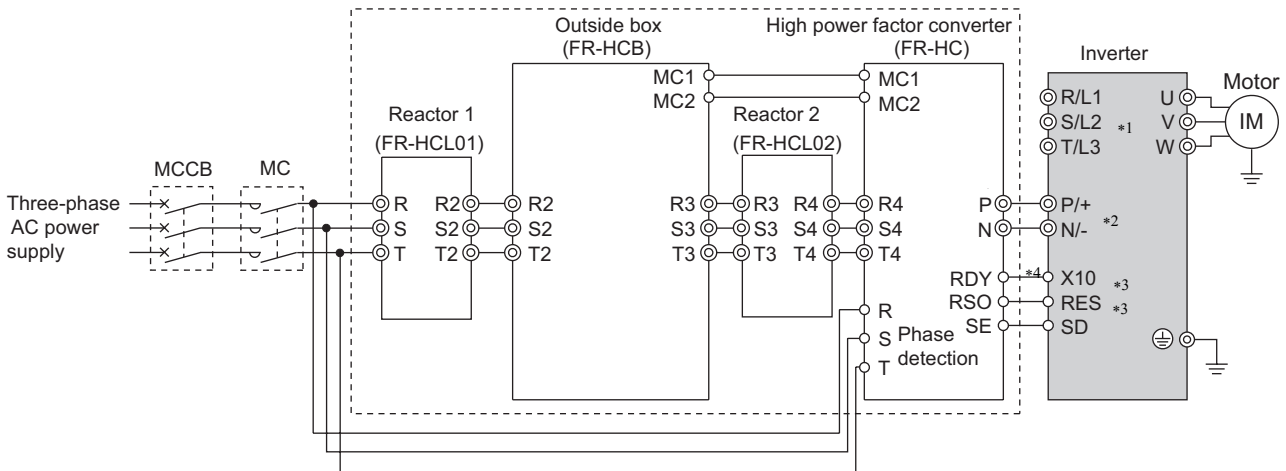 Outside box
(FR-HCB)
High power factor converter
(FR-HC)
Inverter
Motor
MC1
MC2
MC1
MC2
Reactor 1
(FR-HCL01)
Reactor 2
(FR-HCL02)
R/L1
S/L2
T/L3
*1
U
V
W
IM
MCCB
MC
Three-phase
AC power
supply
R
S
T
R2
S2
T2
R2
S2
T2
R3
S3
T3
R3
S3
T3
R4
S4
T4
R4
S4
T4
P
N
P/+
N/-
*2
RDY
RSO
SE
*4
X10
RES
SD
*3
*3
R
S
T
Phase
detection